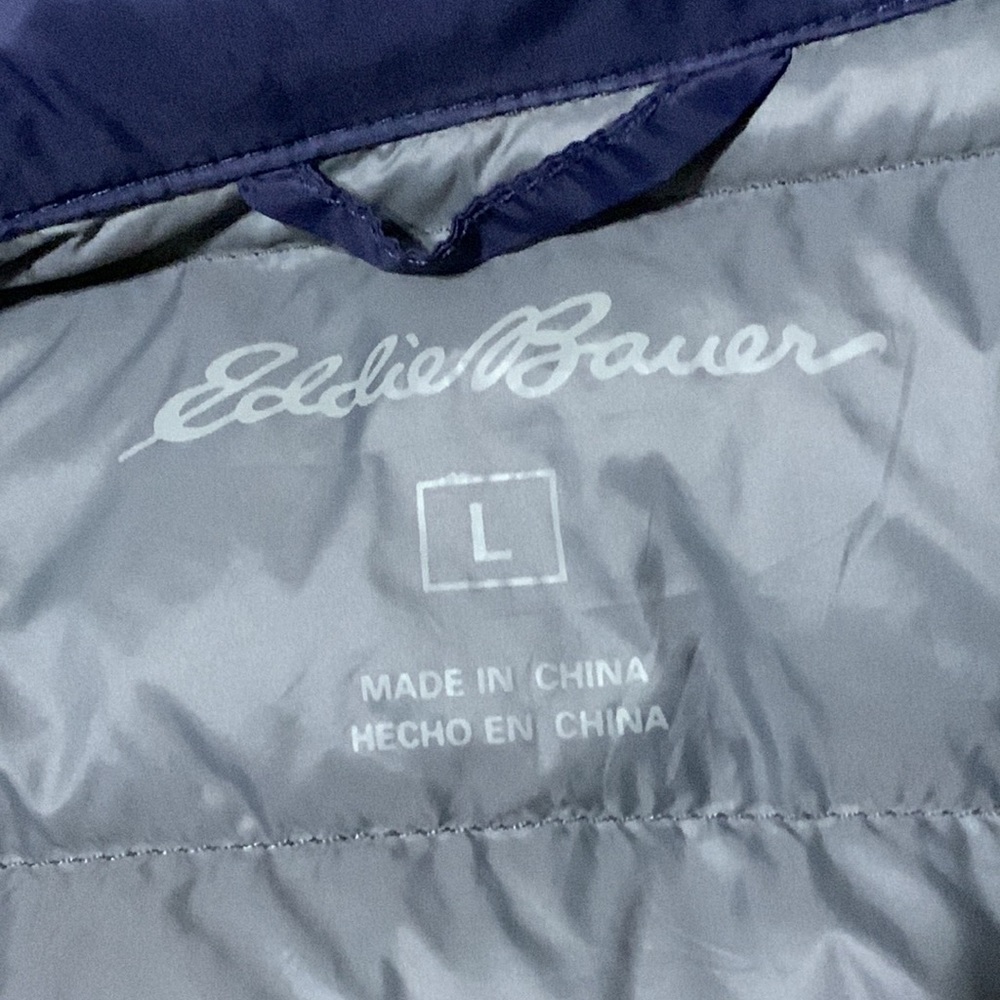 Eddie Bauer
L
MADE IN CHINA
HECHO EN CHINA